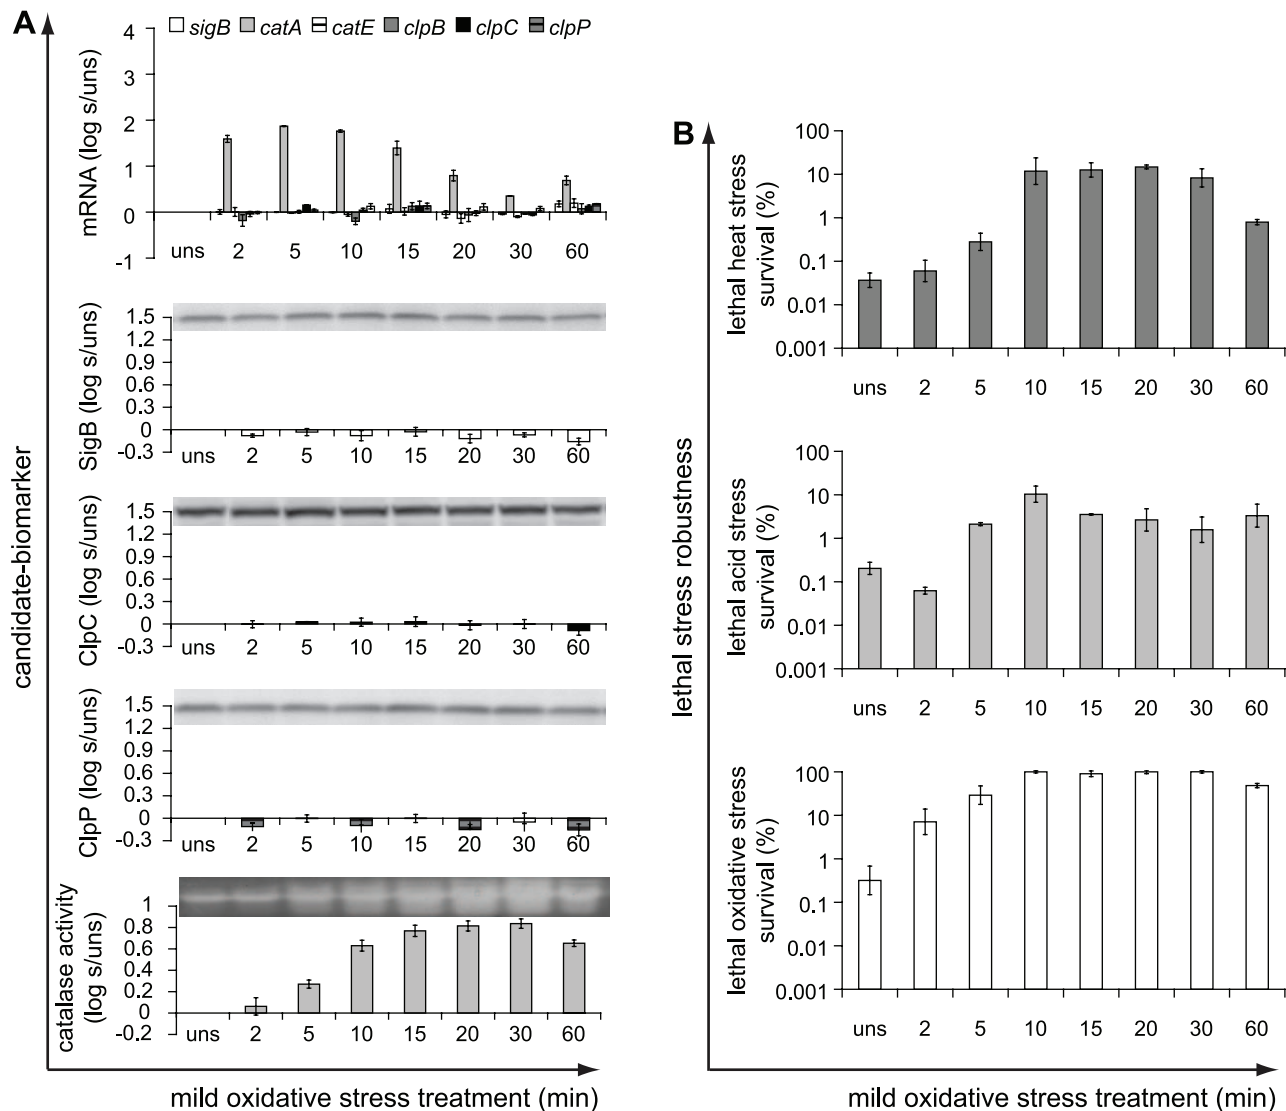 A
sigB catA catE clpB clpC clpP
mRNA (log s/uns)
4
3
2
1
0
-1
uns 2 5 10 15 20 30 60
SigB (log s/uns)
1.5
1.2
0.9
0.6
0.3
0
-0.3
uns 2 5 10 15 20 30 60
ClpC (log s/uns)
1.5
1.2
0.9
0.6
0.3
0
-0.3
uns 2 5 10 15 20 30 60
ClpP (log s/uns)
1.5
1.2
0.9
0.6
0.3
0
-0.3
uns 2 5 10 15 20 30 60
catalase activity
(log s/uns)
1
0.8
0.6
0.4
0.2
0
-0.2
uns 2 5 10 15 20 30 60
candidate-biomarker
mild oxidative stress treatment (min)
B
lethal stress robustness
lethal heat stress
survival (%)
100
10
1
0.1
0.01
0.001
uns 2 5 10 15 20 30 60
lethal acid stress
survival (%)
100
10
1
0.1
0.01
0.001
uns 2 5 10 15 20 30 60
lethal oxidative stress
survival (%)
100
10
1
0.1
0.01
0.001
uns 2 5 10 15 20 30 60
mild oxidative stress treatment (min)